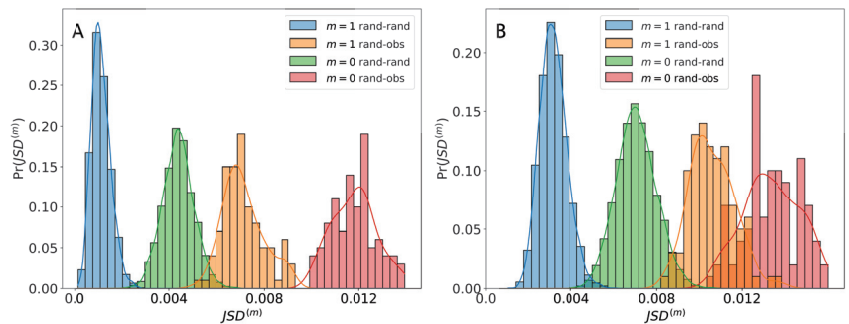 A
m = 1 rand-rand
m = 1 rand-obs
m = 0 rand-rand
m = 0 rand-obs
Pr(JSD^(m))
0.30
0.25
0.20
0.15
0.10
0.05
0.00
0.0
0.004
0.008
0.012
JSD^(m)
B
m = 1 rand-rand
m = 1 rand-obs
m = 0 rand-rand
m = 0 rand-obs
Pr(JSD^(m))
0.20
0.15
0.10
0.05
0.00
0.0
0.004
0.008
0.012
JSD^(m)